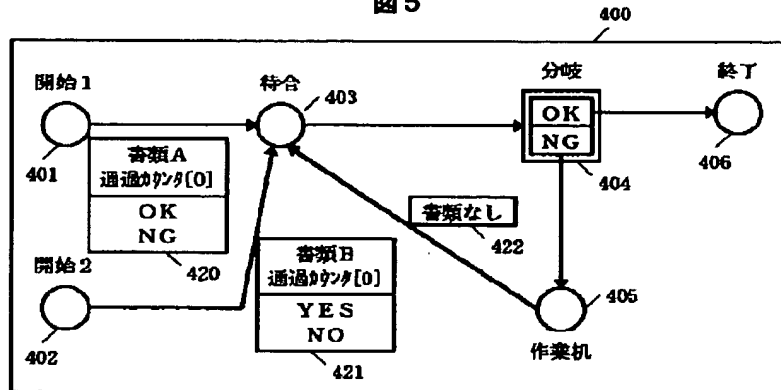 図5
400
開始1
待合
分岐
終了
403
OK
NG
401
404
406
書類A
通過カウンタ[0]
OK
NG
420
書類なし
422
開始2
書類B
通過カウンタ[0]
YES
NO
421
402
405
作業机